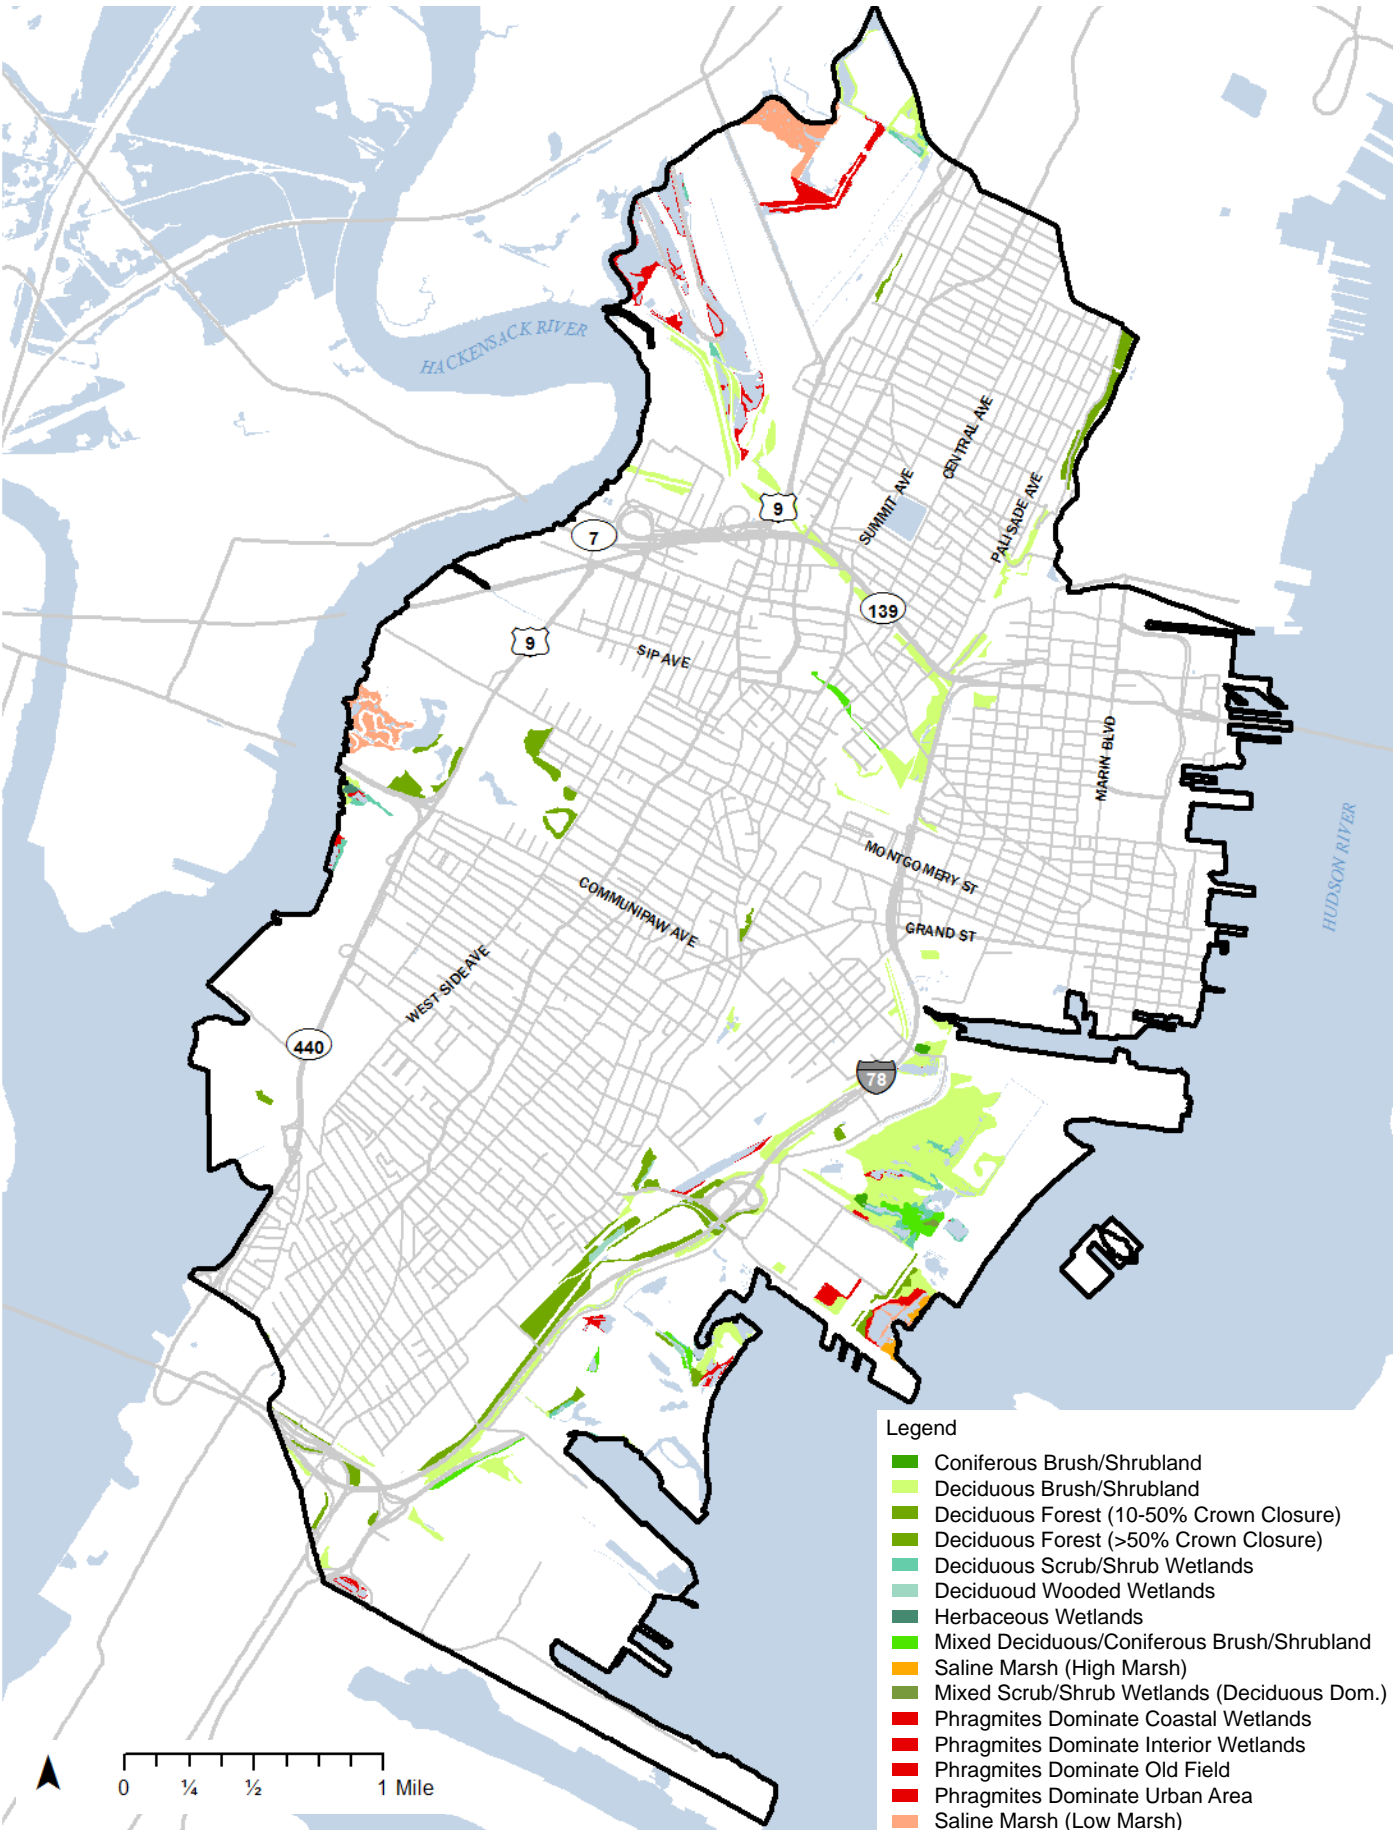 HACKENSACK RIVER
CENTRAL AVE
SUMMIT AVE
PALISADE AVE
9
7
139
9
SIP AVE
MARIN BLVD
HUDSON RIVER
MONTGOMERY ST
COMMUNIPAW AVE
GRAND ST
WEST SIDE AVE
440
78
Legend
Coniferous Brush/Shrubland
Deciduous Brush/Shrubland
Deciduous Forest (10-50% Crown Closure)
Deciduous Forest (>50% Crown Closure)
Deciduous Scrub/Shrub Wetlands
Deciduoud Wooded Wetlands
Herbaceous Wetlands
Mixed Deciduous/Coniferous Brush/Shrubland
Saline Marsh (High Marsh)
Mixed Scrub/Shrub Wetlands (Deciduous Dom.)
Phragmites Dominate Coastal Wetlands
Phragmites Dominate Interior Wetlands
Phragmites Dominate Old Field
Phragmites Dominate Urban Area
Saline Marsh (Low Marsh)
0 ¼ ½ 1 Mile